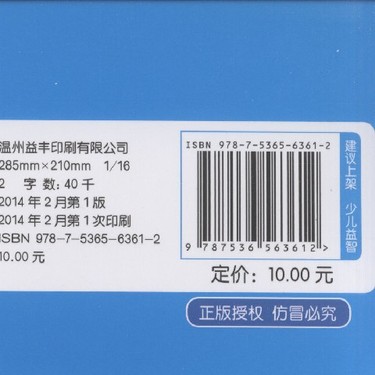 温州益丰印刷有限公司
285mm×210mm 1/16
2 字 数：40 千
2014 年 2 月第 1 版
2014 年 2 月第 1 次印刷
ISBN 978-7-5365-6361-2
10.00 元
ISBN 978-7-5365-6361-2
9 787536 563612 >
定价：10.00 元
建议上架 少儿益智
正版授权 仿冒必究